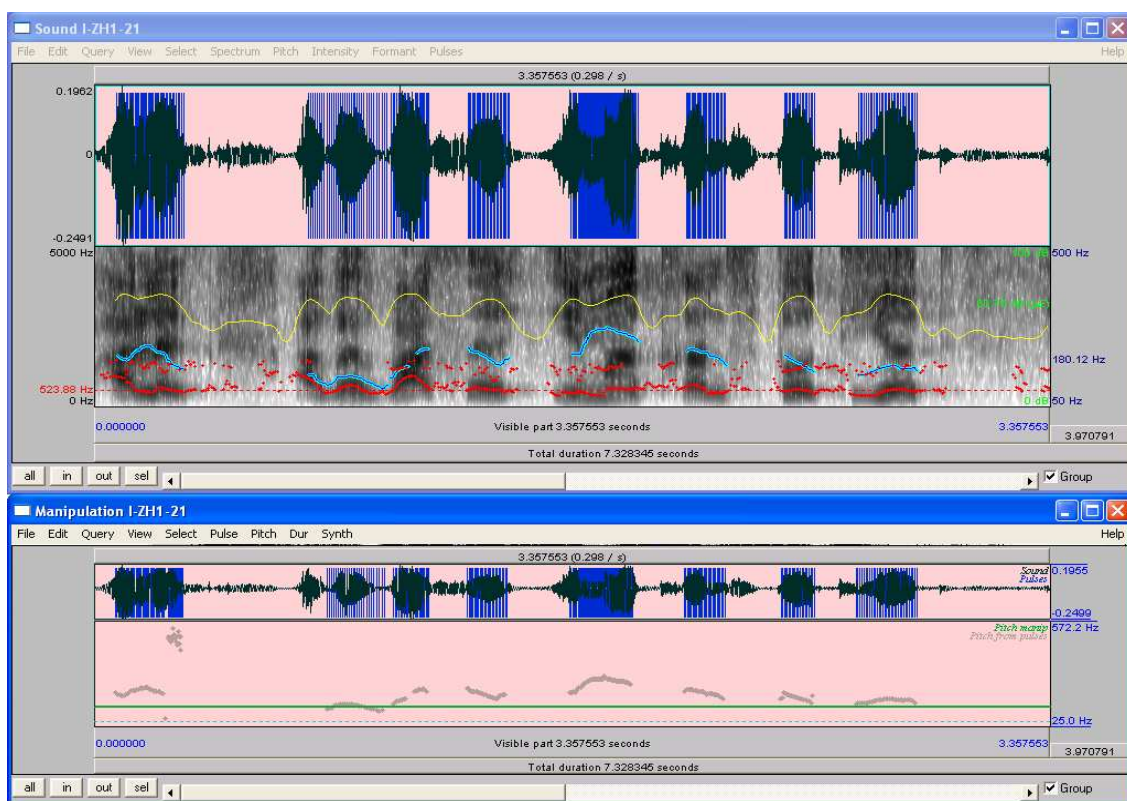 Sound I-ZH1-21
File Edit Query View Select Spectrum Pitch Intensity Formant Pulses Help
3.357553 (0.298 / s)
0.1962
0
-0.2491
5000 Hz
500 Hz
180.12 Hz
523.88 Hz
0 Hz
0 dB
50 Hz
0.000000
Visible part 3.357553 seconds
3.357553
3.970791
Total duration 7.328345 seconds
all in out sel
Group
Manipulation I-ZH1-21
File Edit Query View Select Pulse Pitch Dur Synth Help
3.357553 (0.298 / s)
Sound
Pulses
0.1955
-0.2499
Pitch manip
Pitch from pulses
572.2 Hz
25.0 Hz
0.000000
Visible part 3.357553 seconds
3.357553
3.970791
Total duration 7.328345 seconds
all in out sel
Group